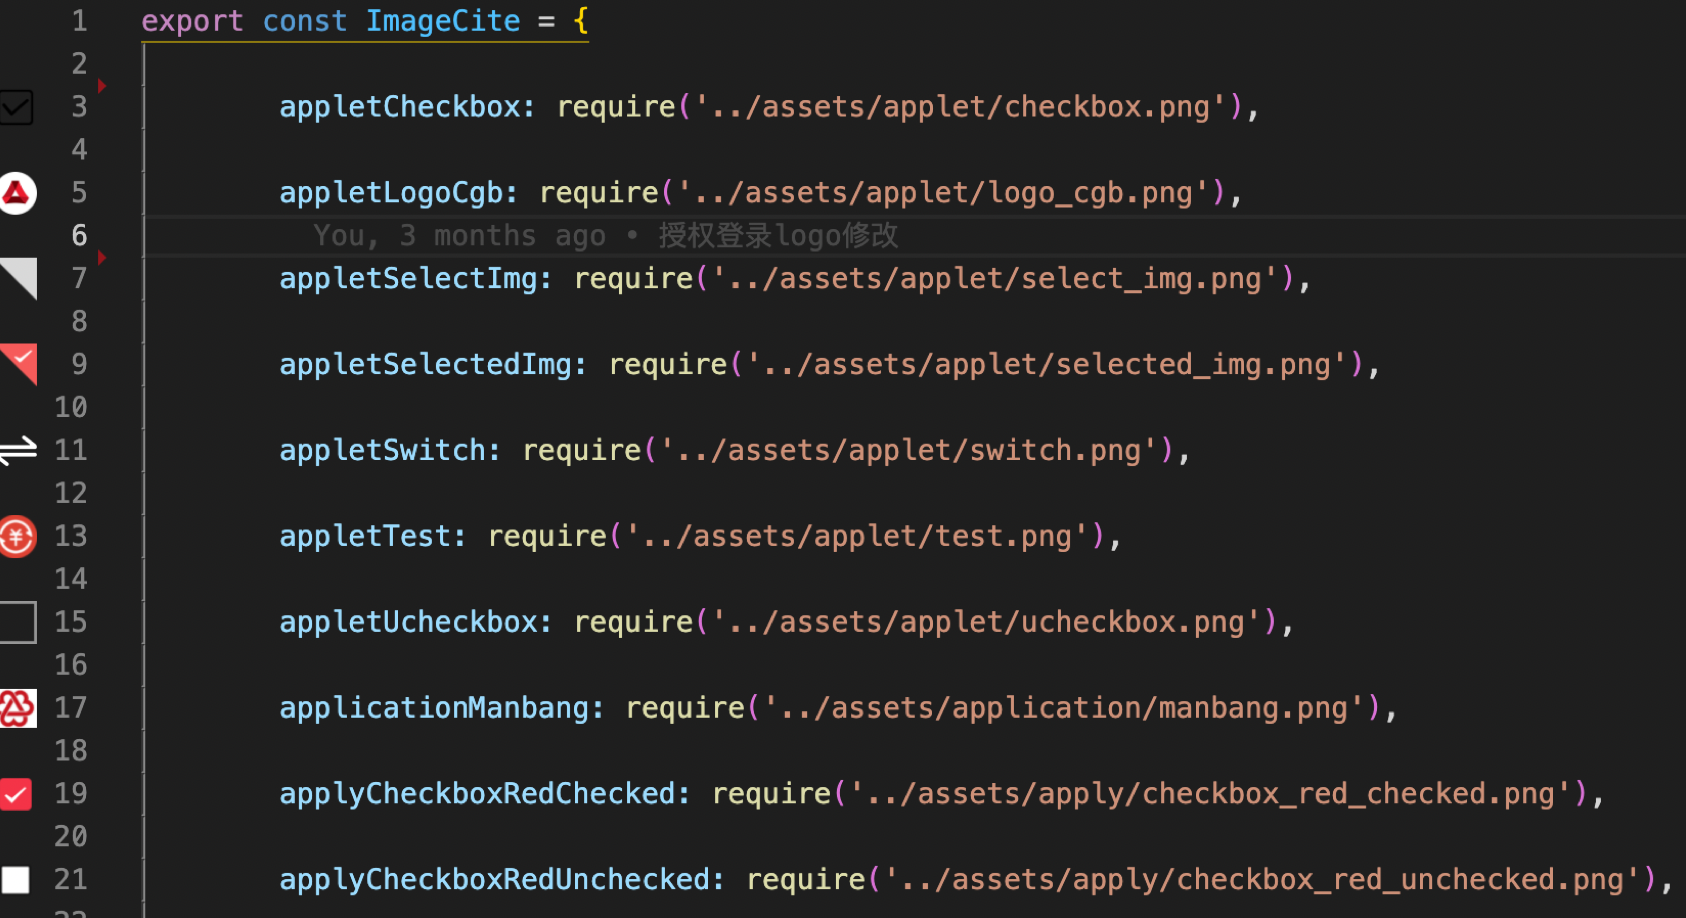 1 export const ImageCite = {
2
3 appletCheckbox: require('../assets/applet/checkbox.png'),
4
5 appletLogoCgb: require('../assets/applet/logo_cgb.png'),
6 You, 3 months ago • 授权登录logo修改
7 appletSelectImg: require('../assets/applet/select_img.png'),
8
9 appletSelectedImg: require('../assets/applet/selected_img.png'),
10
11 appletSwitch: require('../assets/applet/switch.png'),
12
13 appletTest: require('../assets/applet/test.png'),
14
15 appletUcheckbox: require('../assets/applet/ucheckbox.png'),
16
17 applicationManbang: require('../assets/application/manbang.png'),
18
19 applyCheckboxRedChecked: require('../assets/apply/checkbox_red_checked.png'),
20
21 applyCheckboxRedUnchecked: require('../assets/apply/checkbox_red_unchecked.png'),